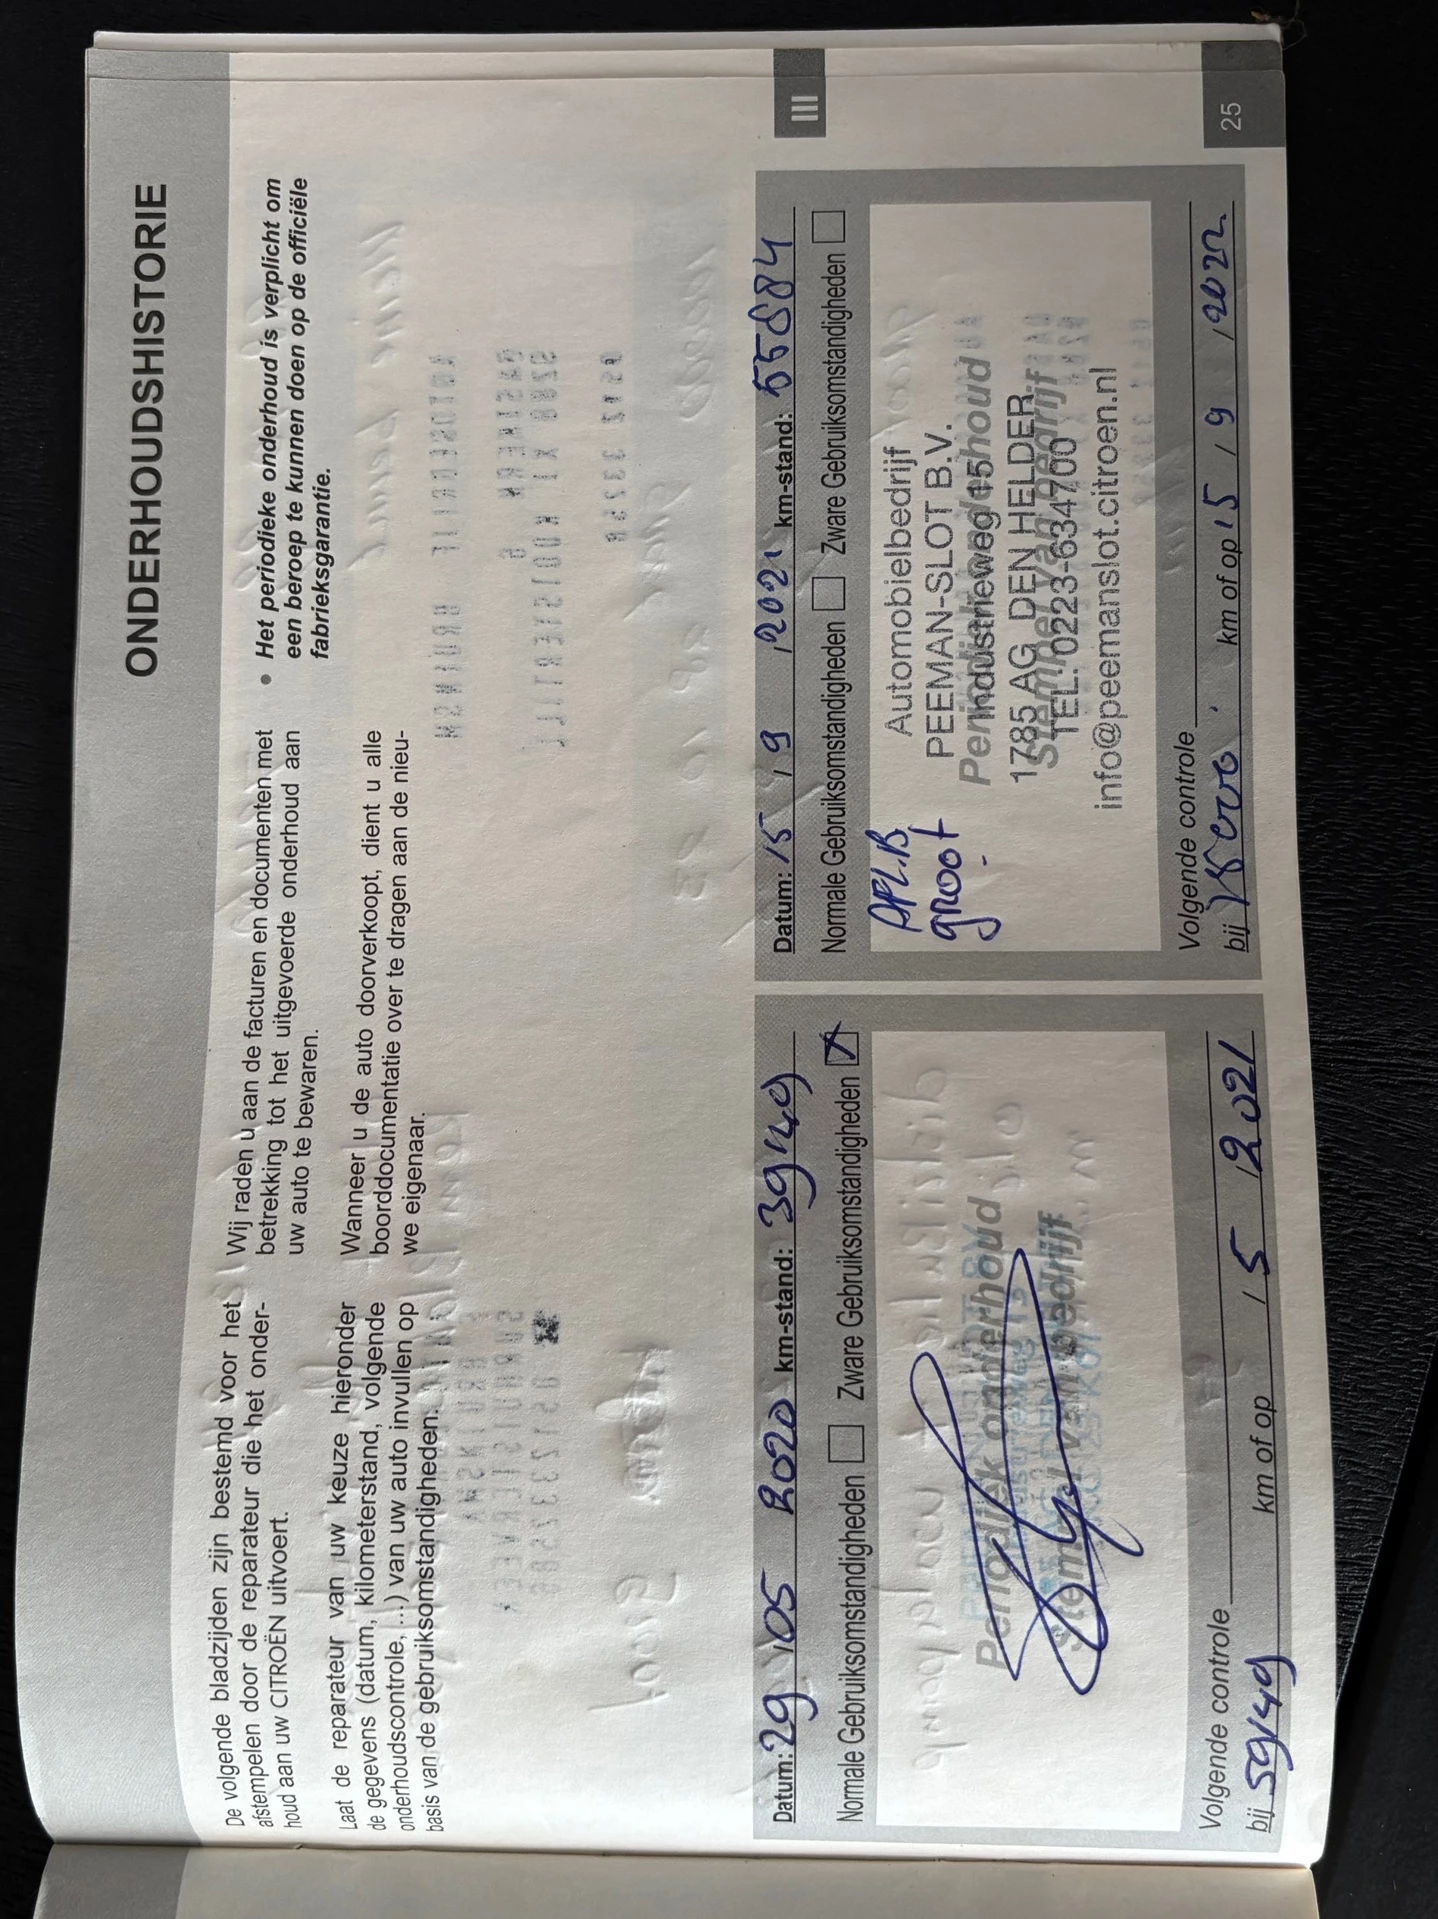 ONDERHOUDSHISTORIE
De volgende bladzijden zijn bestemd voor het
afstempelen door de reparateur die het onder-
houd aan uw CITROËN uitvoert.
Laat de reparateur van uw keuze hieronder
de gegevens (datum, kilometerstand, volgende
onderhoudscontrole, ...) van uw auto invullen op
basis van de gebruiksomstandigheden.
Wij raden u aan de facturen en documenten met
betrekking tot het uitgevoerde onderhoud aan
uw auto te bewaren.
Wanneer u de auto doorverkoopt, dient u alle
boorddocumentatie over te dragen aan de nieu-
we eigenaar.
• Het periodieke onderhoud is verplicht om
een beroep te kunnen doen op de officiële
fabrieksgarantie.
III
Datum: 29 / 05 2020 km-stand: 39149
Normale Gebruiksomstandigheden Zware Gebruiksomstandigheden
Periodiek onderhoud
Stempel van bedrijf
Volgende controle
bij 59149 km of op / 5 / 2021
Datum: 15 / 9 / 2021 km-stand: 55884
Normale Gebruiksomstandigheden Zware Gebruiksomstandigheden
groot
Automobielbedrijf
PEEMAN-SLOT B.V.
Periodiek onderhoud
Industrieweg 15
1785 AG DEN HELDER
Stempel van bedrijf
TEL. 0223-634700
info@peemanslot.citroen.nl
Volgende controle
bij km of op 15 / 9 / 2022
25